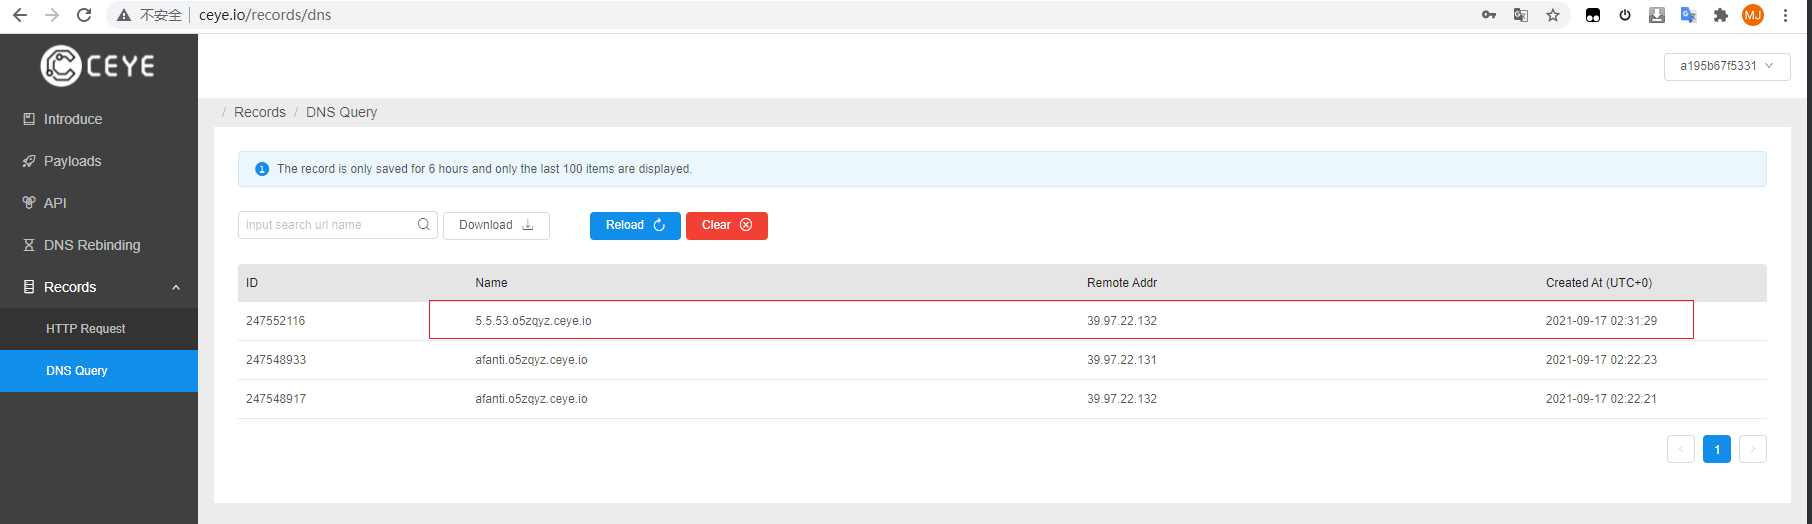 不安全 ceye.io/records/dns MJ
CEYE
a195b67f5331
Introduce
Payloads
API
DNS Rebinding
Records
HTTP Request
DNS Query
/ Records / DNS Query
The record is only saved for 6 hours and only the last 100 items are displayed.
input search url name Download Reload Clear
ID Name Remote Addr Created At (UTC+0)
247552116 5.5.53.o5zqyz.ceye.io 39.97.22.132 2021-09-17 02:31:29
247548933 afanti.o5zqyz.ceye.io 39.97.22.131 2021-09-17 02:22:23
247548917 afanti.o5zqyz.ceye.io 39.97.22.132 2021-09-17 02:22:21
1